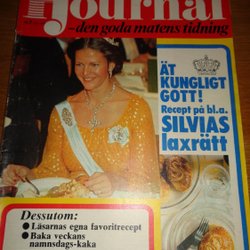 journal
-den goda matens tidning
ÄT
KUNGLIGT
GOTT!
Recept på bl.a.
SILVIAS
laxrätt
Dessutom:
● Läsarnas egna favoritrecept
● Baka veckans
namnsdags-kaka